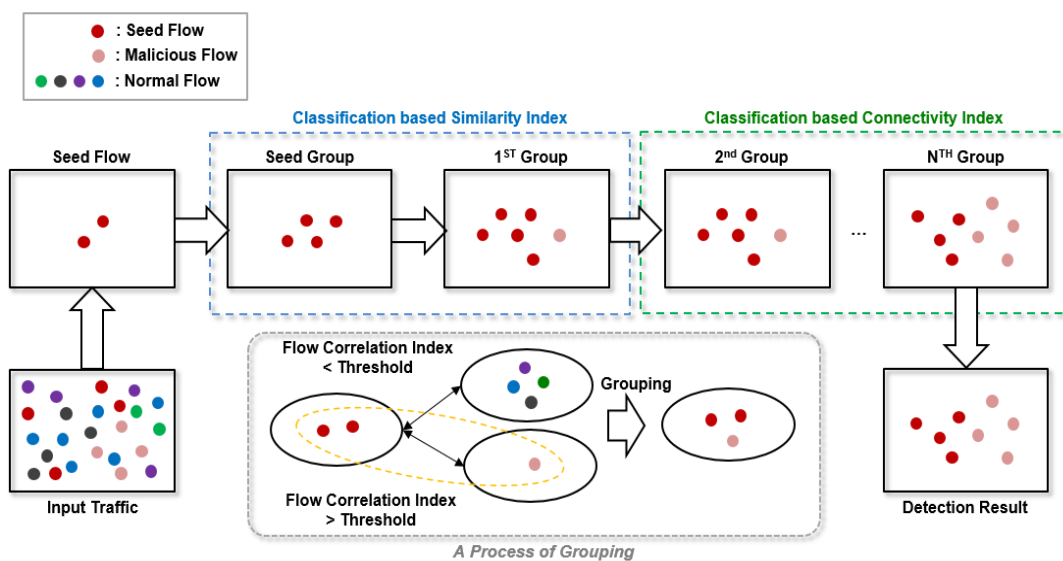 : Seed Flow
: Malicious Flow
: Normal Flow
Classification based Similarity Index
Classification based Connectivity Index
Seed Flow
Seed Group
1ST Group
2nd Group
...
NTH Group
Flow Correlation Index
< Threshold
Grouping
Flow Correlation Index
> Threshold
Input Traffic
Detection Result
A Process of Grouping